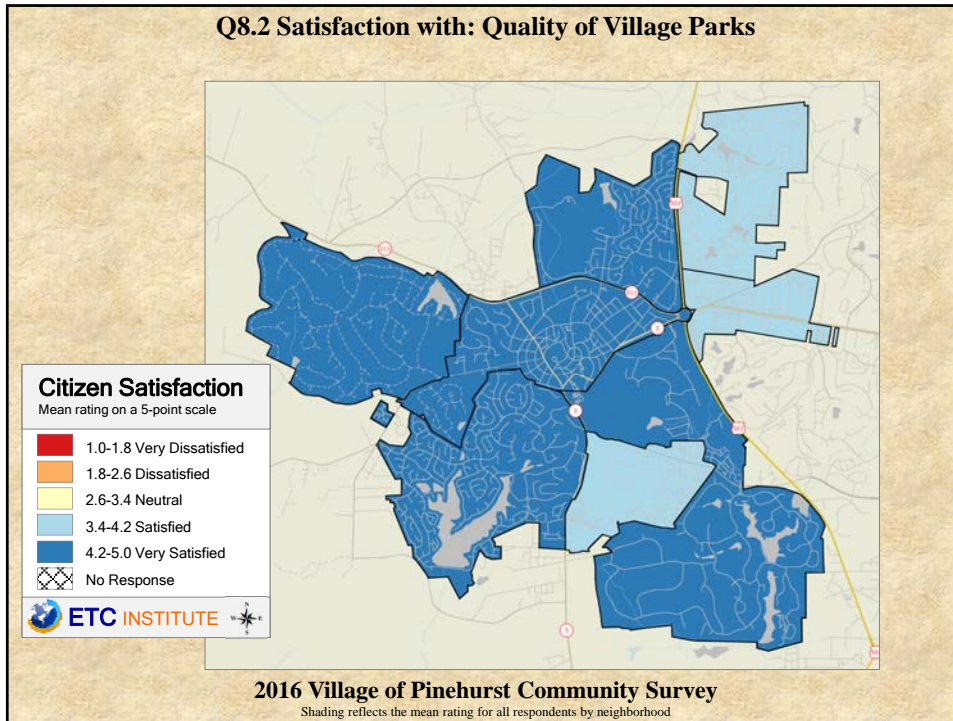 Q8.2 Satisfaction with: Quality of Village Parks
211
5
Citizen Satisfaction
Mean rating on a 5-point scale
1.0-1.8 Very Dissatisfied
1.8-2.6 Dissatisfied
2.6-3.4 Neutral
3.4-4.2 Satisfied
4.2-5.0 Very Satisfied
No Response
ETC INSTITUTE
N
W E
S
5
2016 Village of Pinehurst Community Survey
Shading reflects the mean rating for all respondents by neighborhood